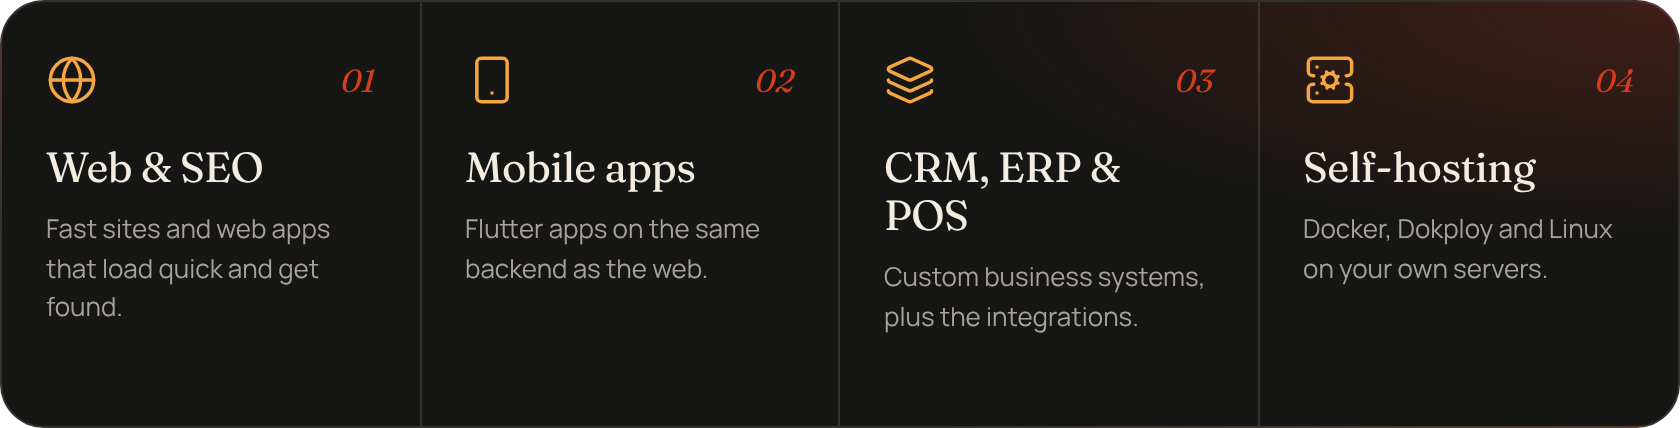 01
Web & SEO
Fast sites and web apps
that load quick and get
found.
02
Mobile apps
Flutter apps on the same
backend as the web.
03
CRM, ERP &
POS
Custom business systems,
plus the integrations.
04
Self-hosting
Docker, Dokploy and Linux
on your own servers.